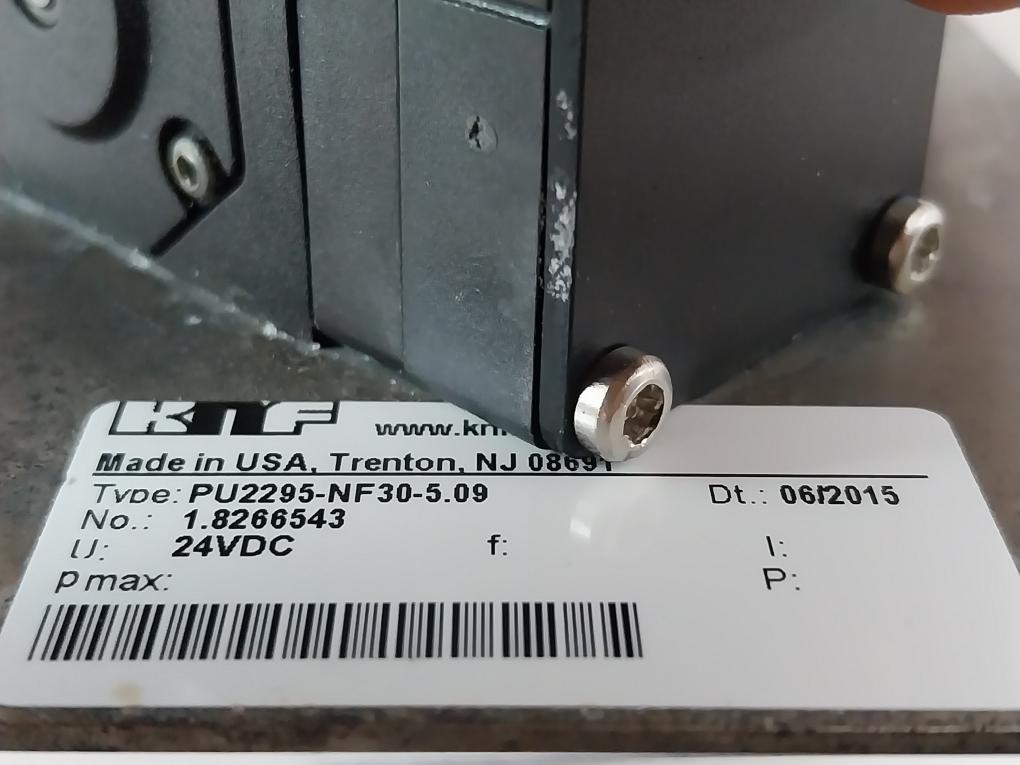 KNF
www.kn
Made in USA, Trenton, NJ 08691
Type: PU2295-NF30-5.09 Dt.: 06/2015
No.: 1.8266543
U: 24VDC f: I:
p max: P: